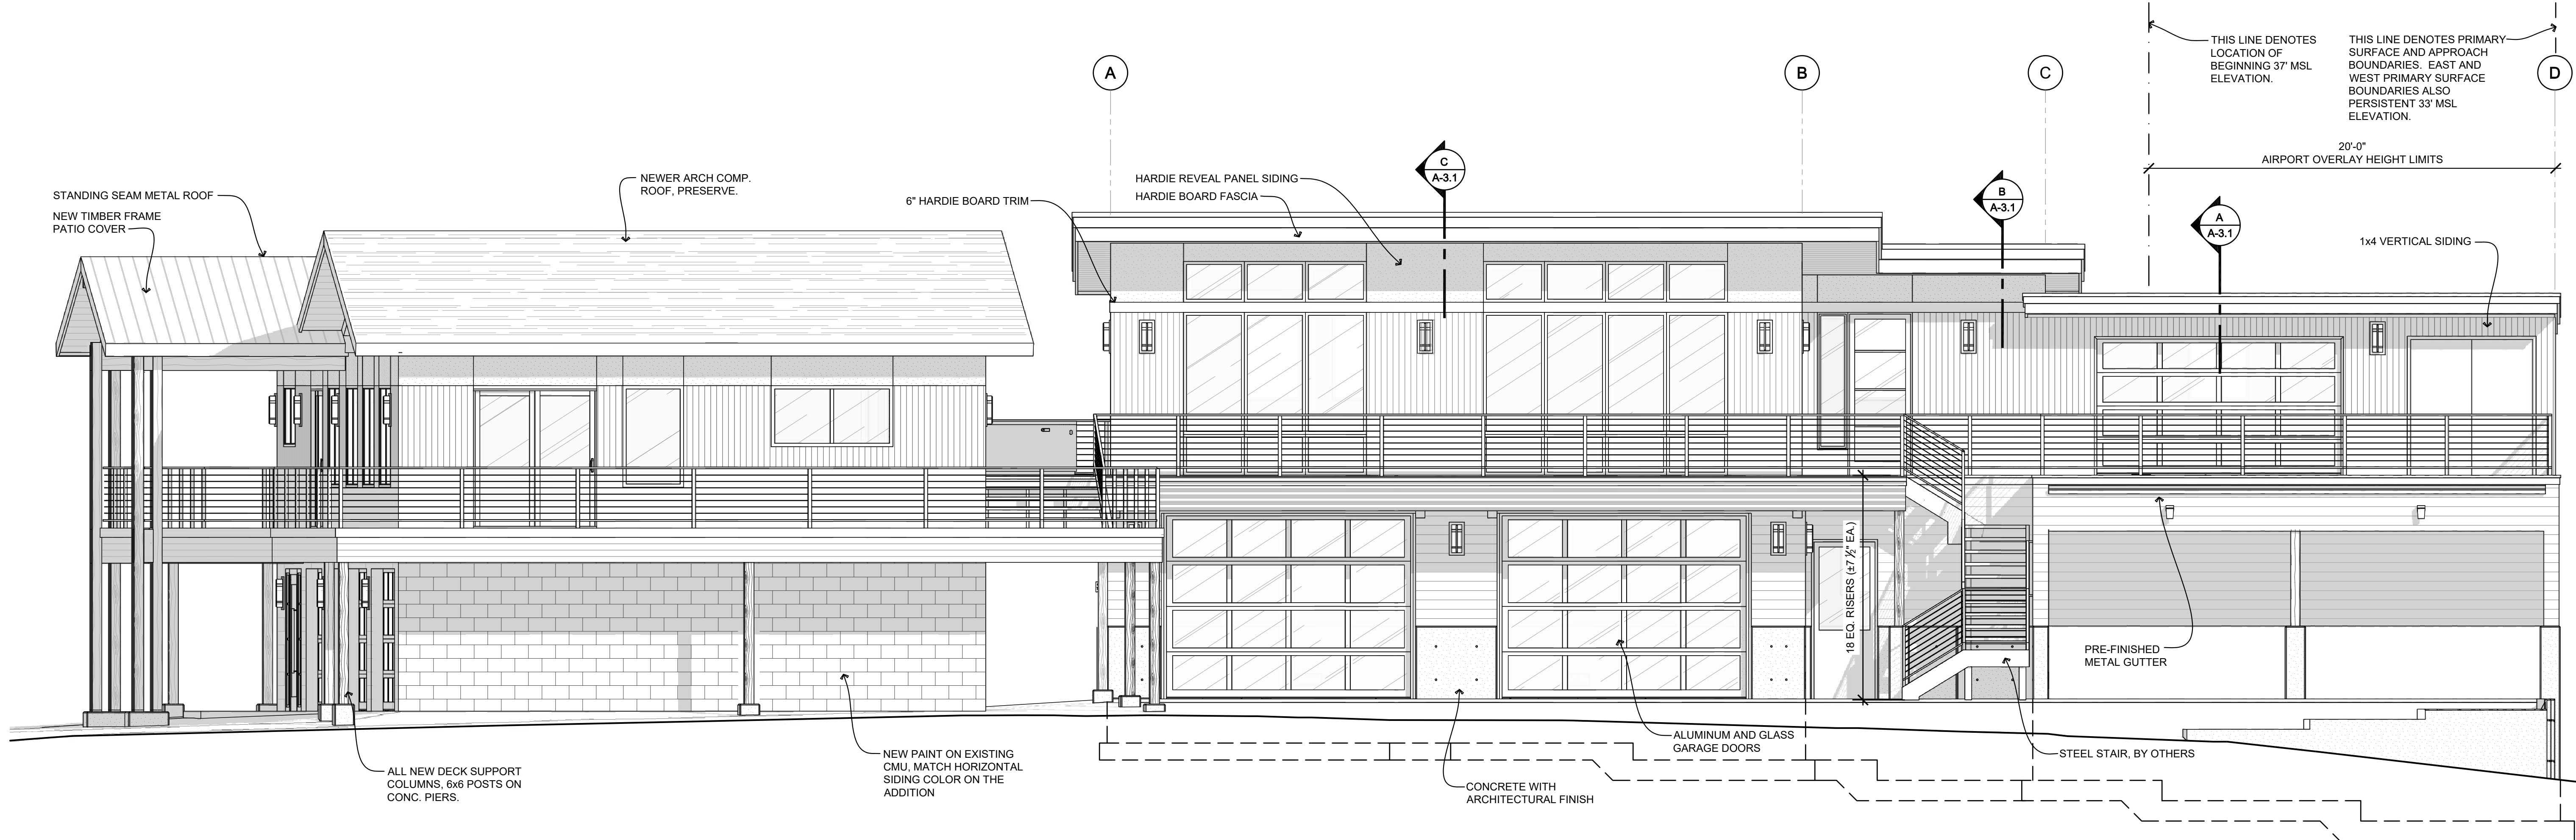 THIS LINE DENOTES
LOCATION OF
BEGINNING 37' MSL
ELEVATION.
THIS LINE DENOTES PRIMARY
SURFACE AND APPROACH
BOUNDARIES. EAST AND
WEST PRIMARY SURFACE
BOUNDARIES ALSO
PERSISTENT 33' MSL
ELEVATION.
A
B
C
D
20'-0"
AIRPORT OVERLAY HEIGHT LIMITS
C
A-3.1
B
A-3.1
A
A-3.1
STANDING SEAM METAL ROOF
NEW TIMBER FRAME
PATIO COVER
NEWER ARCH COMP.
ROOF, PRESERVE.
6" HARDIE BOARD TRIM
HARDIE REVEAL PANEL SIDING
HARDIE BOARD FASCIA
1x4 VERTICAL SIDING
18 EQ. RISERS (±7 1/2" EA.)
PRE-FINISHED
METAL GUTTER
ALL NEW DECK SUPPORT
COLUMNS, 6x6 POSTS ON
CONC. PIERS.
NEW PAINT ON EXISTING
CMU, MATCH HORIZONTAL
SIDING COLOR ON THE
ADDITION
CONCRETE WITH
ARCHITECTURAL FINISH
ALUMINUM AND GLASS
GARAGE DOORS
STEEL STAIR, BY OTHERS